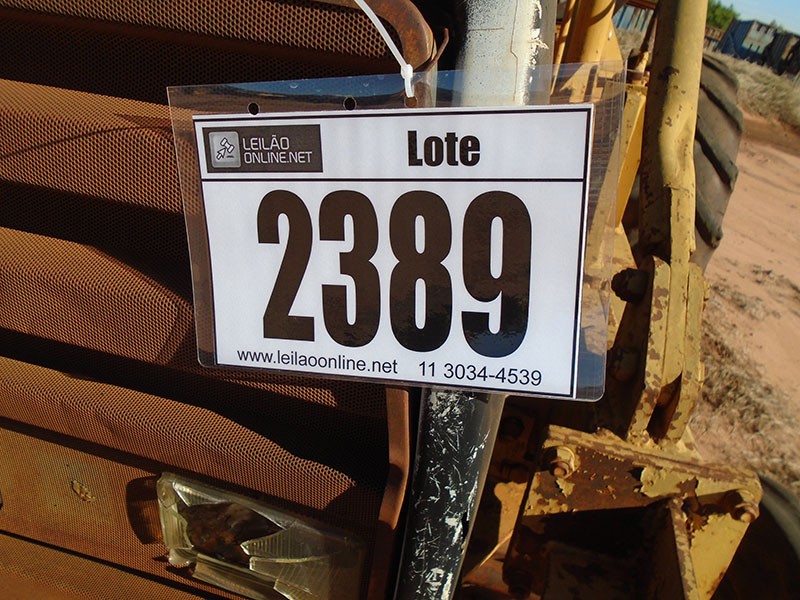 LEILÃO
ONLINE.NET
Lote
2389
www.leilaoonline.net 11 3034-4539